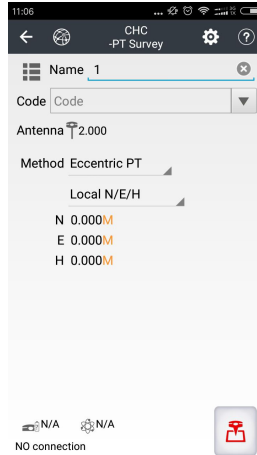 11:06
CHC
-PT Survey
Name 1
Code Code
Antenna 2.000
Method Eccentric PT
Local N/E/H
N 0.000M
E 0.000M
H 0.000M
N/A N/A
NO connection